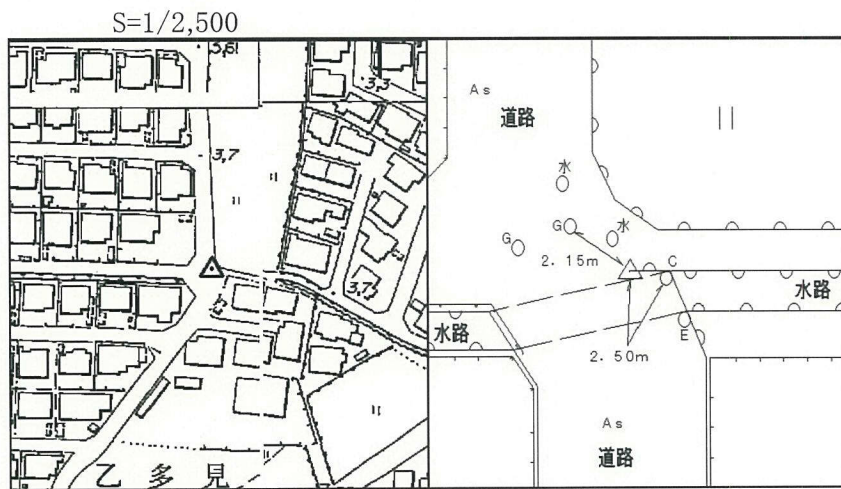 S=1/2,500
3,61
3,3
3,7
3,7
乙多見
As
道路
水
G
G
水
2.15m
C
水路
水路
E
2.50m
As
道路